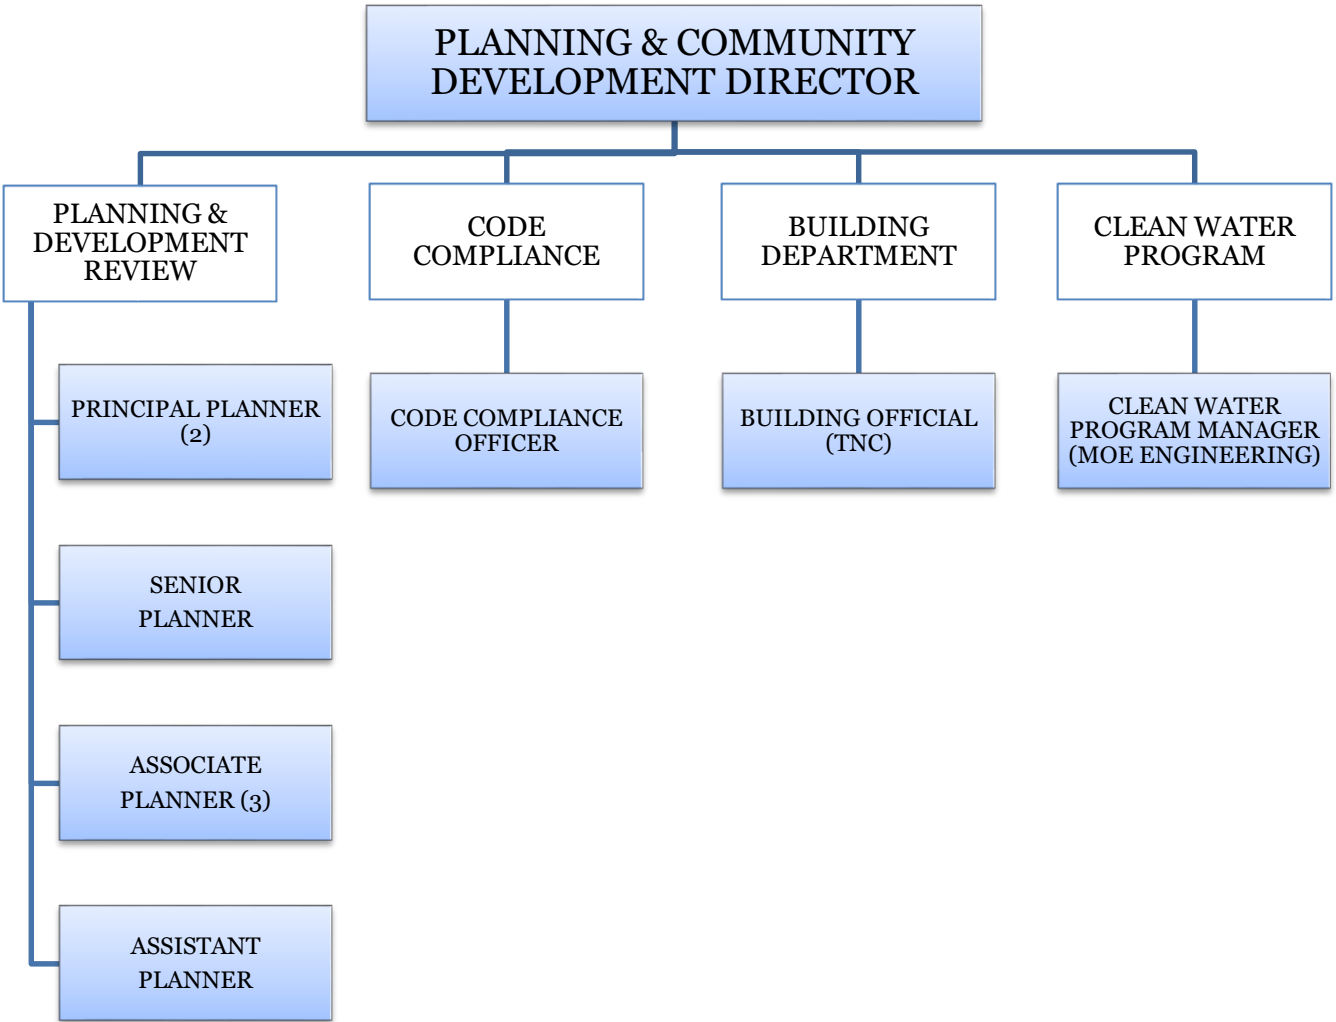 PLANNING & COMMUNITY
DEVELOPMENT DIRECTOR
PLANNING &
DEVELOPMENT
REVIEW
CODE
COMPLIANCE
BUILDING
DEPARTMENT
CLEAN WATER
PROGRAM
PRINCIPAL PLANNER
(2)
CODE COMPLIANCE
OFFICER
BUILDING OFFICIAL
(TNC)
CLEAN WATER
PROGRAM MANAGER
(MOE ENGINEERING)
SENIOR
PLANNER
ASSOCIATE
PLANNER (3)
ASSISTANT
PLANNER